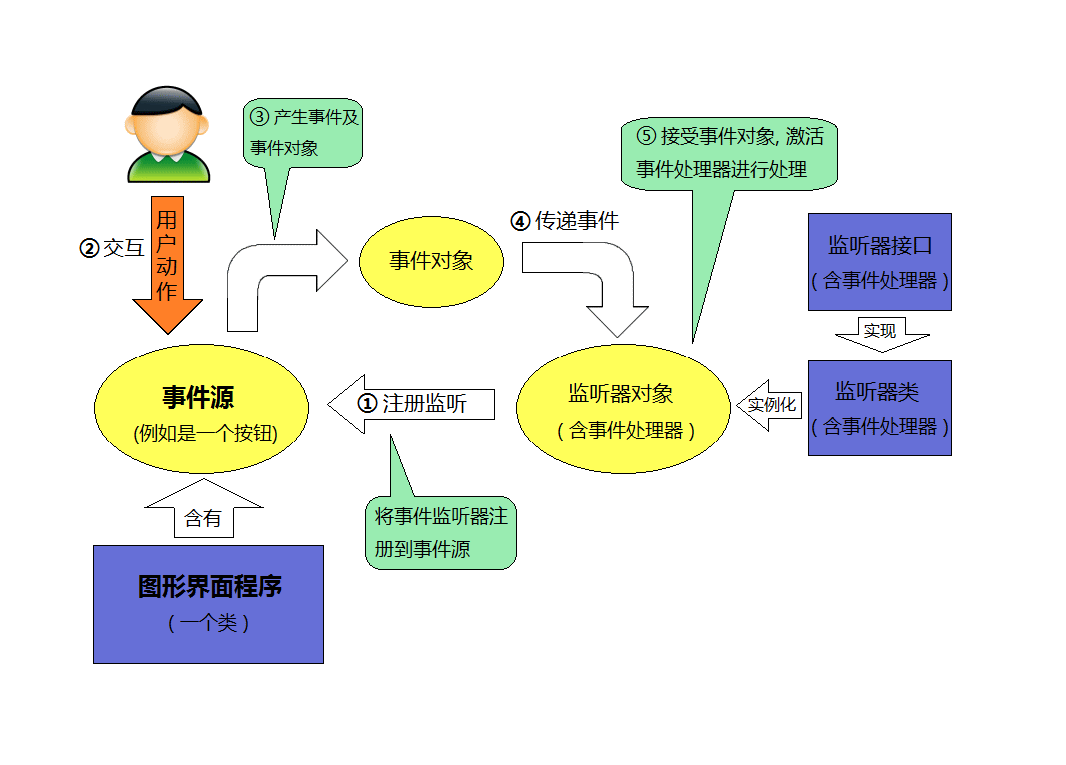 ③ 产生事件及
事件对象
⑤ 接受事件对象, 激活
事件处理器进行处理
用户动作
② 交互
④ 传递事件
事件对象
监听器接口
（含事件处理器）
实现
事件源
(例如是一个按钮)
① 注册监听
监听器对象
（含事件处理器）
实例化
监听器类
（含事件处理器）
将事件监听器注
册到事件源
含有
图形界面程序
（一个类）